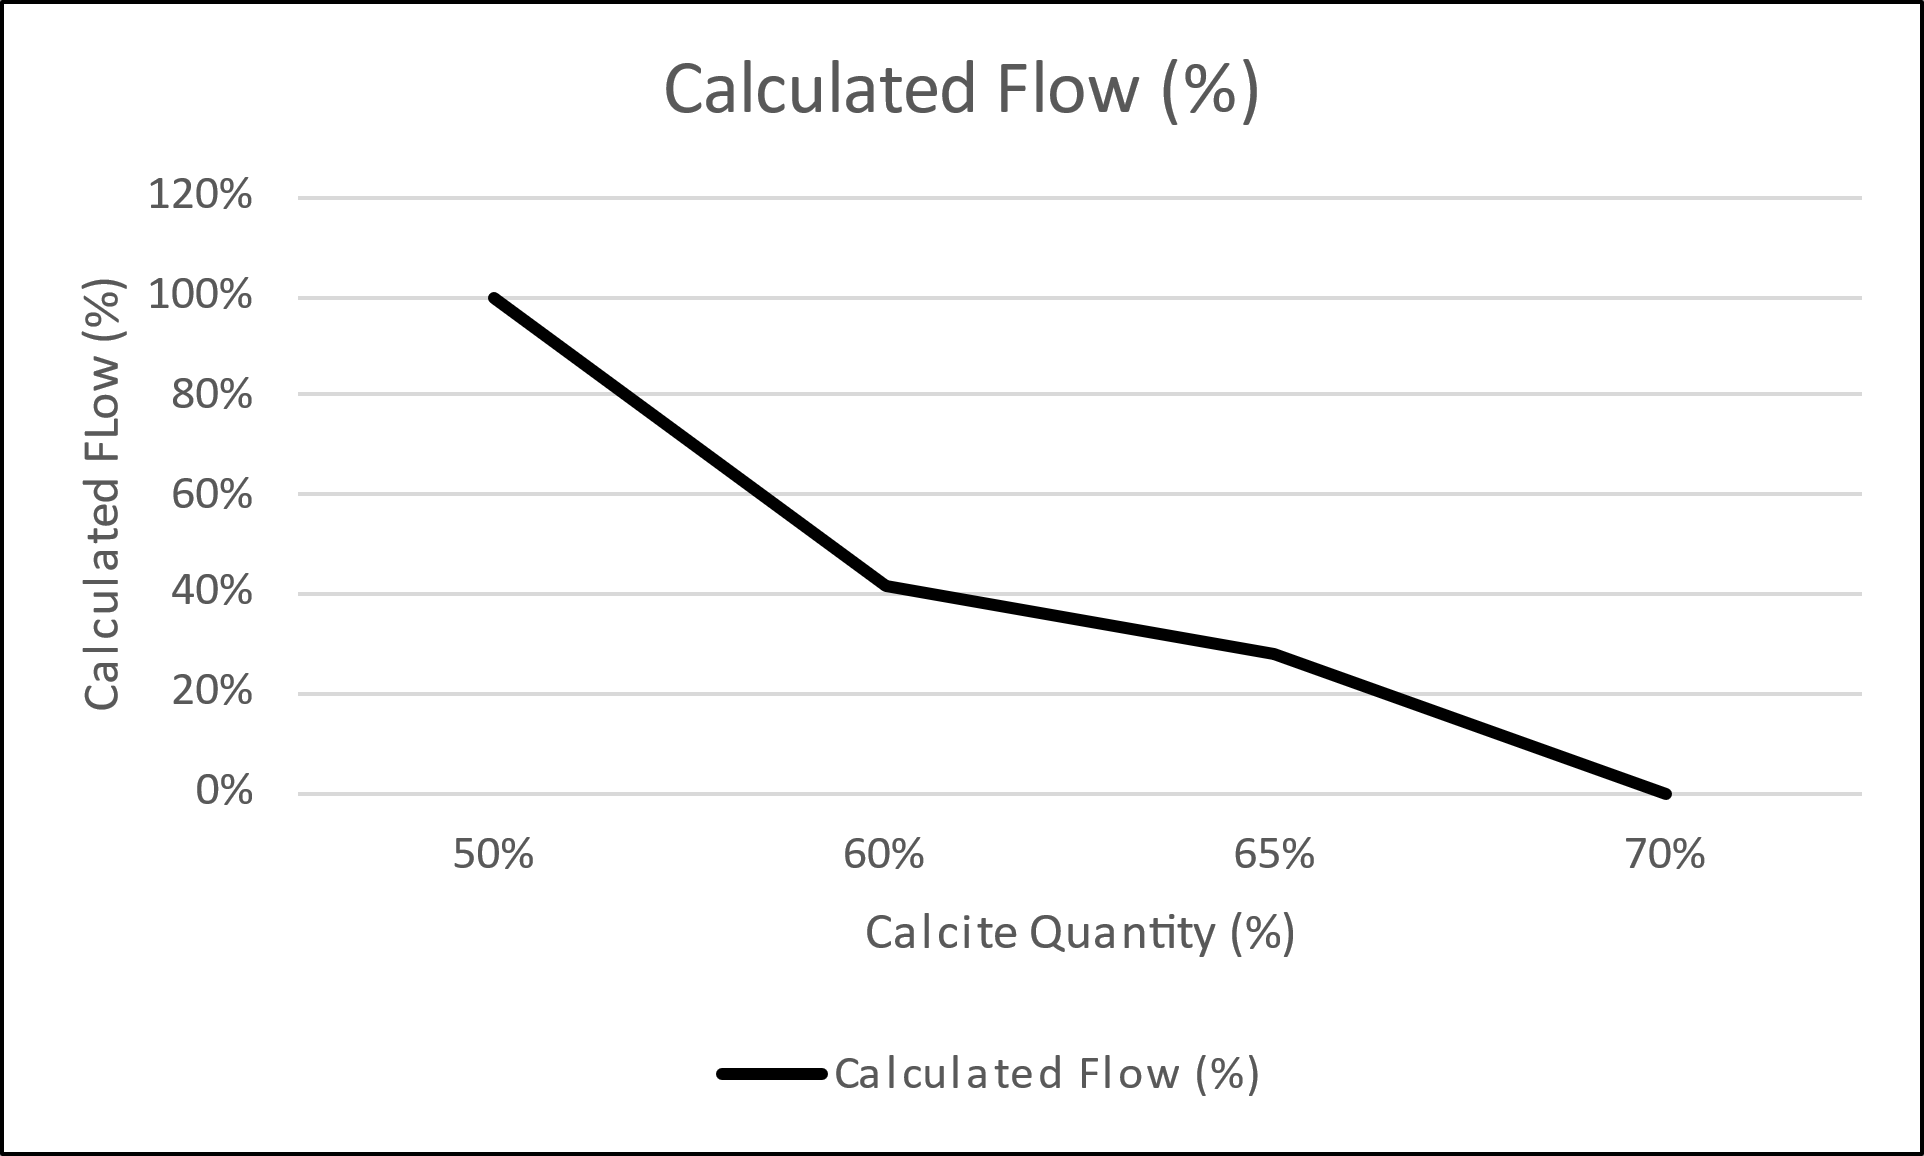 Calculated Flow (%)
120%
100%
80%
60%
40%
20%
0%
Calculated FLow (%)
50% 60% 65% 70%
Calcite Quantity (%)
Calculated Flow (%)